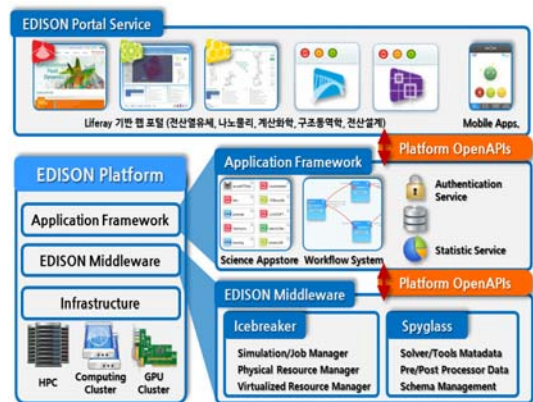 EDISON Portal Service
Liferay 기반 웹 포털 (전산열유체, 나노물리, 계산화학, 구조동역학, 전산설계)
Mobile Apps.
Platform OpenAPIs
EDISON Platform
Application Framework
EDISON Middleware
Infrastructure
HPC
Computing Cluster
GPU Cluster
Application Framework
Science Appstore
Workflow System
Authentication Service
Statistic Service
Platform OpenAPIs
EDISON Middleware
Icebreaker
Simulation/Job Manager
Physical Resource Manager
Virtualized Resource Manager
Spyglass
Solver/Tools Matadata
Pre/Post Processor Data
Schema Management